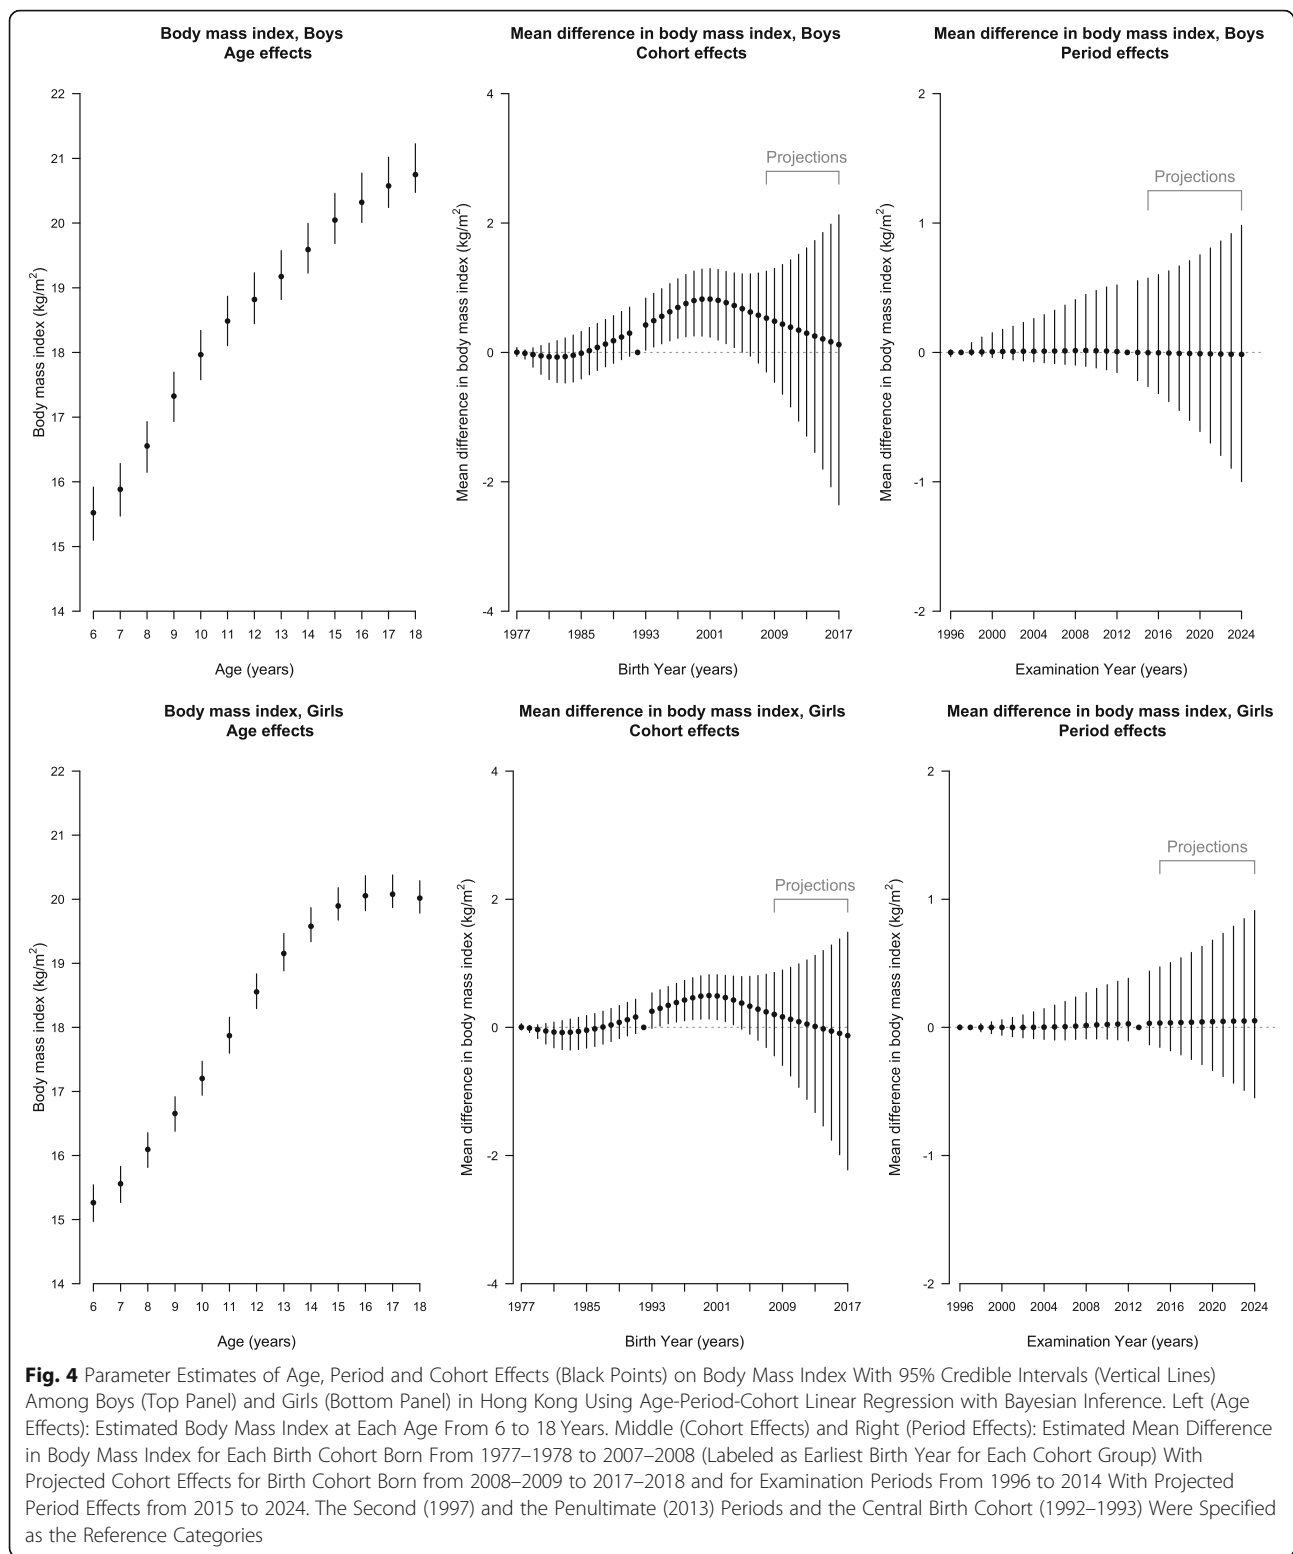 Body mass index, Boys
Age effects
22
21
20
19
18
17
16
15
14
Body mass index (kg/m²)
6 7 8 9 10 11 12 13 14 15 16 17 18
Age (years)
Mean difference in body mass index, Boys
Cohort effects
4
2
0
-2
-4
Mean difference in body mass index (kg/m²)
Projections
1977 1985 1993 2001 2009 2017
Birth Year (years)
Mean difference in body mass index, Boys
Period effects
2
1
0
-1
-2
Mean difference in body mass index (kg/m²)
Projections
1996 2000 2004 2008 2012 2016 2020 2024
Examination Year (years)
Body mass index, Girls
Age effects
22
21
20
19
18
17
16
15
14
Body mass index (kg/m²)
6 7 8 9 10 11 12 13 14 15 16 17 18
Age (years)
Mean difference in body mass index, Girls
Cohort effects
4
2
0
-2
-4
Mean difference in body mass index (kg/m²)
Projections
1977 1985 1993 2001 2009 2017
Birth Year (years)
Mean difference in body mass index, Girls
Period effects
2
1
0
-1
-2
Mean difference in body mass index (kg/m²)
Projections
1996 2000 2004 2008 2012 2016 2020 2024
Examination Year (years)
Fig. 4 Parameter Estimates of Age, Period and Cohort Effects (Black Points) on Body Mass Index With 95% Credible Intervals (Vertical Lines)
Among Boys (Top Panel) and Girls (Bottom Panel) in Hong Kong Using Age-Period-Cohort Linear Regression with Bayesian Inference. Left (Age
Effects): Estimated Body Mass Index at Each Age From 6 to 18 Years. Middle (Cohort Effects) and Right (Period Effects): Estimated Mean Difference
in Body Mass Index for Each Birth Cohort Born From 1977–1978 to 2007–2008 (Labeled as Earliest Birth Year for Each Cohort Group) With
Projected Cohort Effects for Birth Cohort Born from 2008–2009 to 2017–2018 and for Examination Periods From 1996 to 2014 With Projected
Period Effects from 2015 to 2024. The Second (1997) and the Penultimate (2013) Periods and the Central Birth Cohort (1992–1993) Were Specified
as the Reference Categories